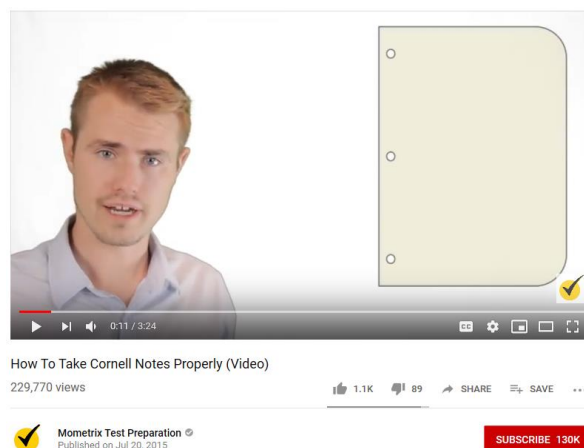 0:11 / 3:24
CC
How To Take Cornell Notes Properly (Video)
229,770 views
1.1K 89 SHARE SAVE
Mometrix Test Preparation
Published on Jul 20, 2015
SUBSCRIBE 130K